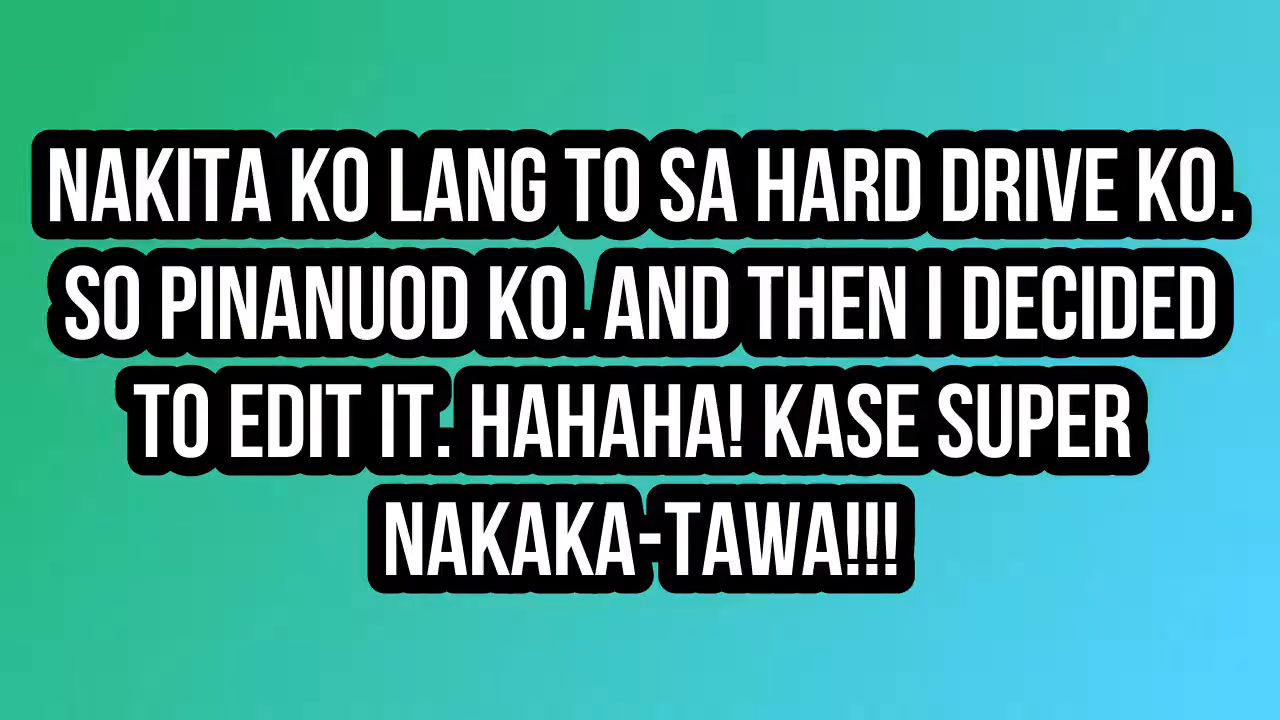 NAKITA KO LANG TO SA HARD DRIVE KO.
SO PINANUOD KO. AND THEN I DECIDED
TO EDIT IT. HAHAHA! KASE SUPER
NAKAKA-TAWA!!!